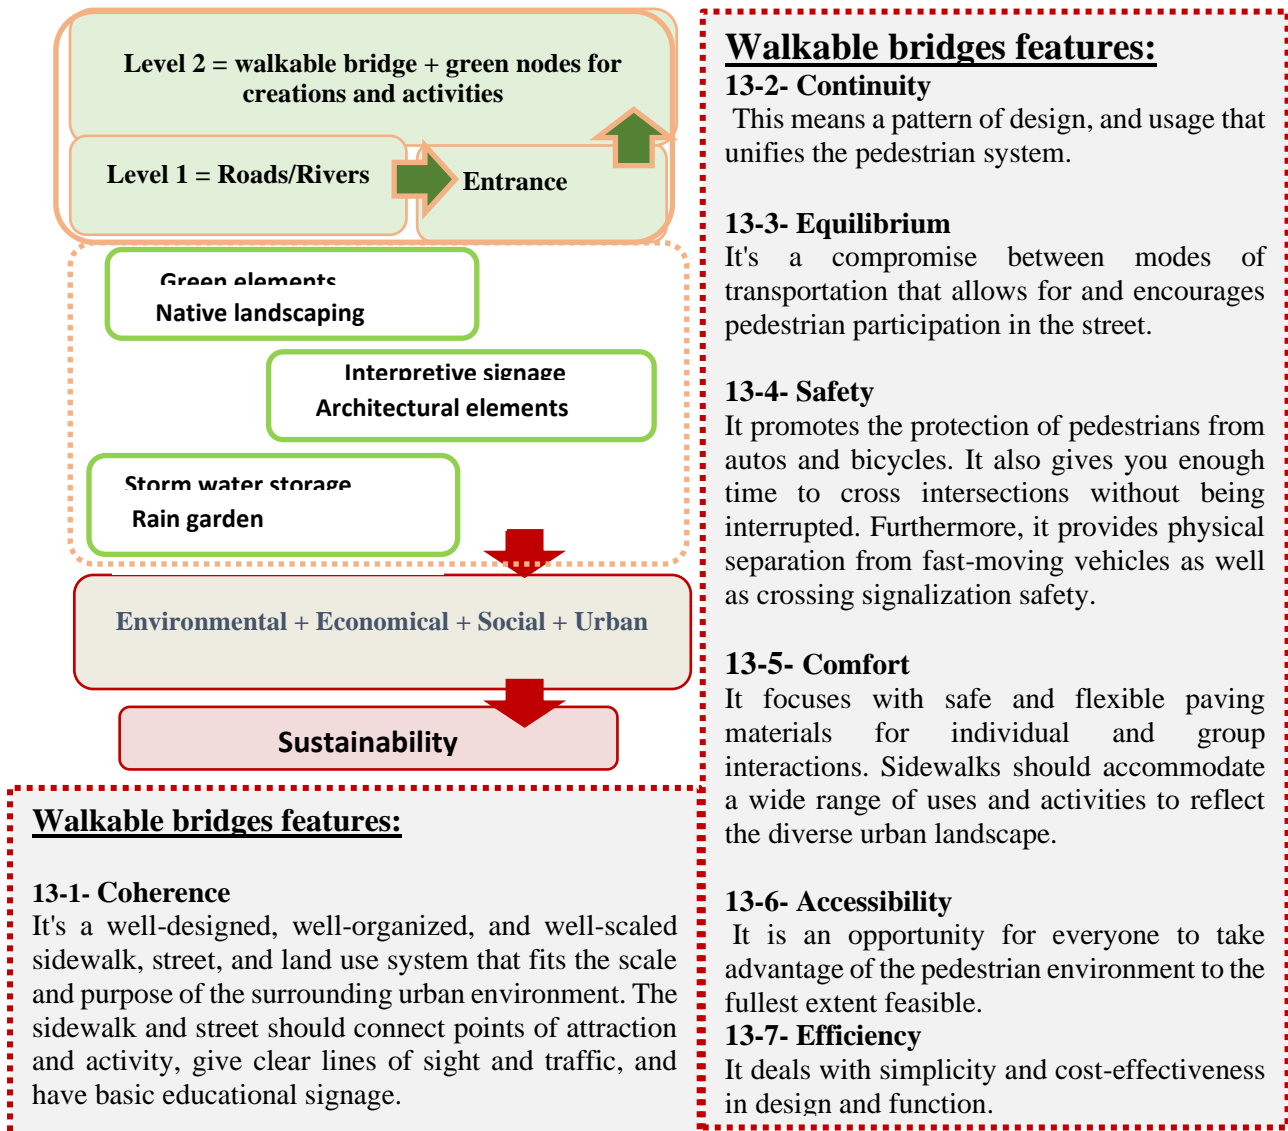 Level 2 = walkable bridge + green nodes for
creations and activities
Level 1 = Roads/Rivers
Entrance
Green elements
Native landscaping
Interpretive signage
Architectural elements
Storm water storage
Rain garden
Environmental + Economical + Social + Urban
Sustainability
Walkable bridges features:
13-1- Coherence
It's a well-designed, well-organized, and well-scaled
sidewalk, street, and land use system that fits the scale
and purpose of the surrounding urban environment. The
sidewalk and street should connect points of attraction
and activity, give clear lines of sight and traffic, and
have basic educational signage.
Walkable bridges features:
13-2- Continuity
This means a pattern of design, and usage that
unifies the pedestrian system.
13-3- Equilibrium
It's a compromise between modes of
transportation that allows for and encourages
pedestrian participation in the street.
13-4- Safety
It promotes the protection of pedestrians from
autos and bicycles. It also gives you enough
time to cross intersections without being
interrupted. Furthermore, it provides physical
separation from fast-moving vehicles as well
as crossing signalization safety.
13-5- Comfort
It focuses with safe and flexible paving
materials for individual and group
interactions. Sidewalks should accommodate
a wide range of uses and activities to reflect
the diverse urban landscape.
13-6- Accessibility
It is an opportunity for everyone to take
advantage of the pedestrian environment to the
fullest extent feasible.
13-7- Efficiency
It deals with simplicity and cost-effectiveness
in design and function.